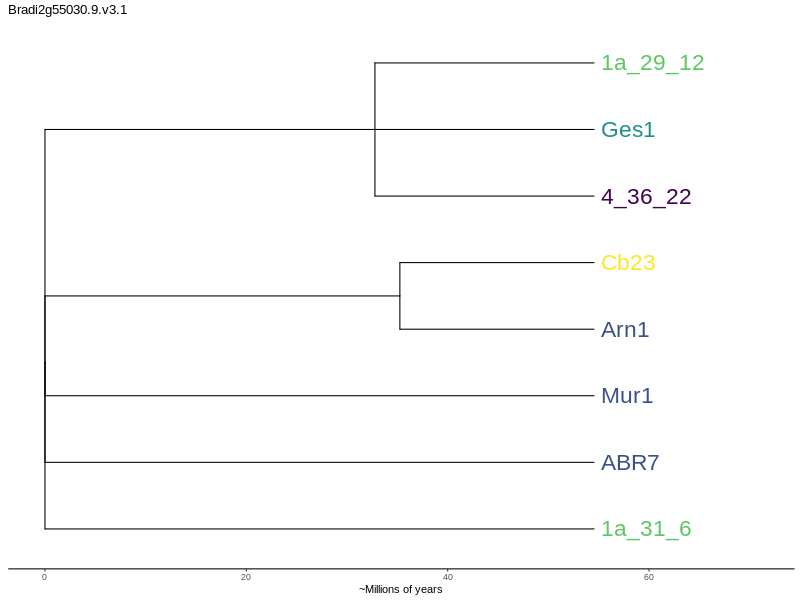 Bradi2g55030.9.v3.1
1a_29_12
Ges1
4_36_22
Cb23
Arn1
Mur1
ABR7
1a_31_6
0 20 40 60
~Millions of years